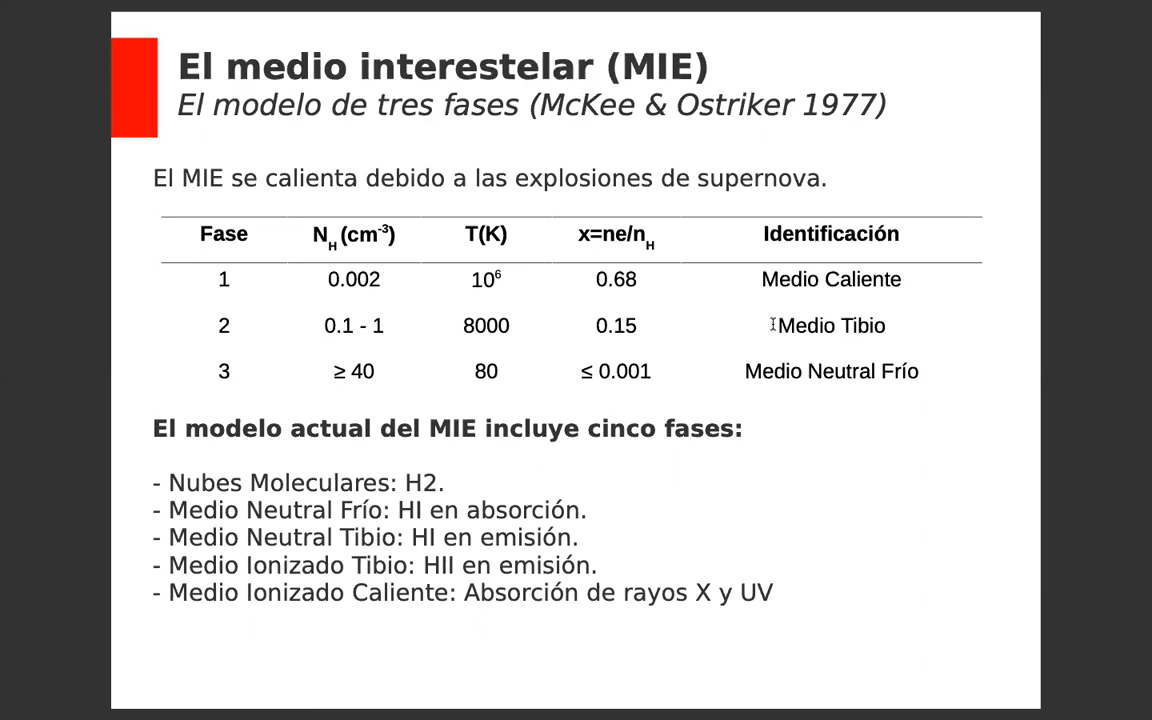 El medio interestelar (MIE)
El modelo de tres fases (McKee & Ostriker 1977)
El MIE se calienta debido a las explosiones de supernova.
Fase N_H (cm^-3) T(K) x=ne/n_H Identificación
1 0.002 10^6 0.68 Medio Caliente
2 0.1 - 1 8000 0.15 Medio Tibio
3 ≥ 40 80 ≤ 0.001 Medio Neutral Frío
El modelo actual del MIE incluye cinco fases:
- Nubes Moleculares: H2.
- Medio Neutral Frío: HI en absorción.
- Medio Neutral Tibio: HI en emisión.
- Medio Ionizado Tibio: HII en emisión.
- Medio Ionizado Caliente: Absorción de rayos X y UV